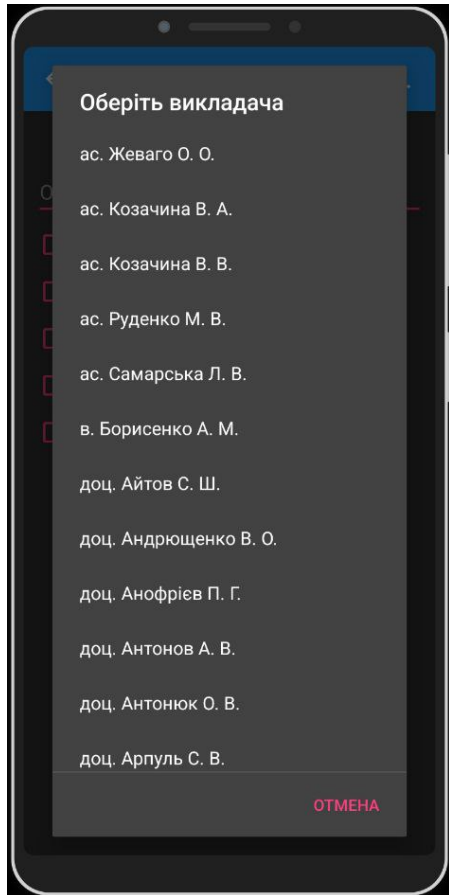 Оберіть викладача
ас. Жеваго О. О.
ас. Козачина В. А.
ас. Козачина В. В.
ас. Руденко М. В.
ас. Самарська Л. В.
в. Борисенко А. М.
доц. Айтов С. Ш.
доц. Андрющенко В. О.
доц. Анофрієв П. Г.
доц. Антонов А. В.
доц. Антонюк О. В.
доц. Арпуль С. В.
ОТМЕНА